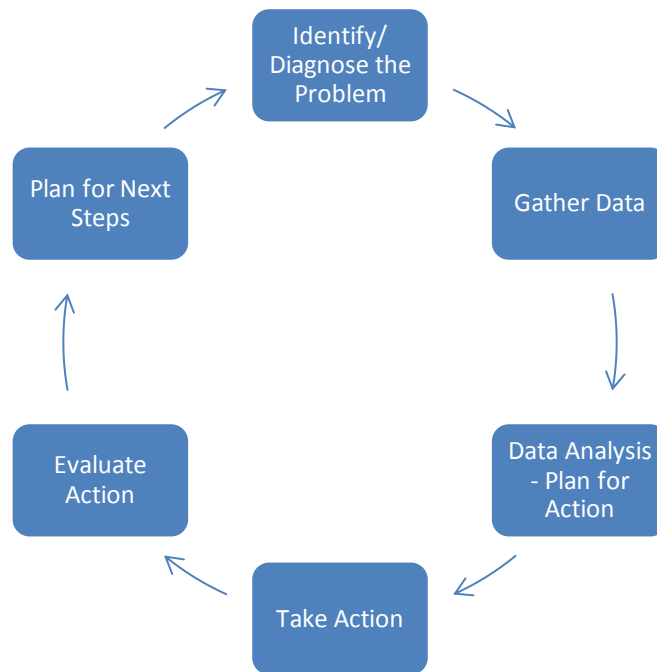 Identify/
Diagnose the
Problem
Gather Data
Data Analysis
- Plan for
Action
Take Action
Evaluate
Action
Plan for Next
Steps